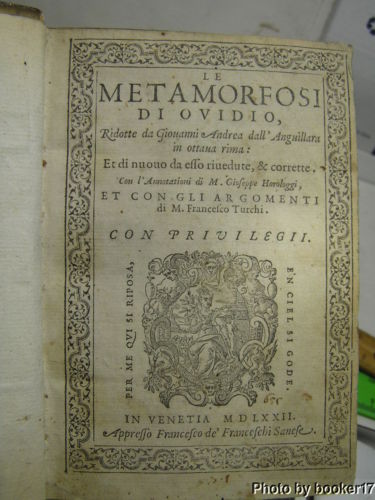 LE
METAMORFOSI
DI OVIDIO,
Ridotte da Giouanni Andrea dall'Anguillara
in ottaua rima:
Et di nuouo da esso riuedute, & corrette.
Con l'Annotationi di M. Gioseppe Horologgi,
ET CON GLI ARGOMENTI
di M. Francesco Turchi.
CON PRIVILEGII.
PER ME QVI SI RIPOSA,
E'N CIEL SI GODE.
IN VENETIA M D LXXII.
Appresso Francesco de' Franceschi Sanese.
Photo by booker17